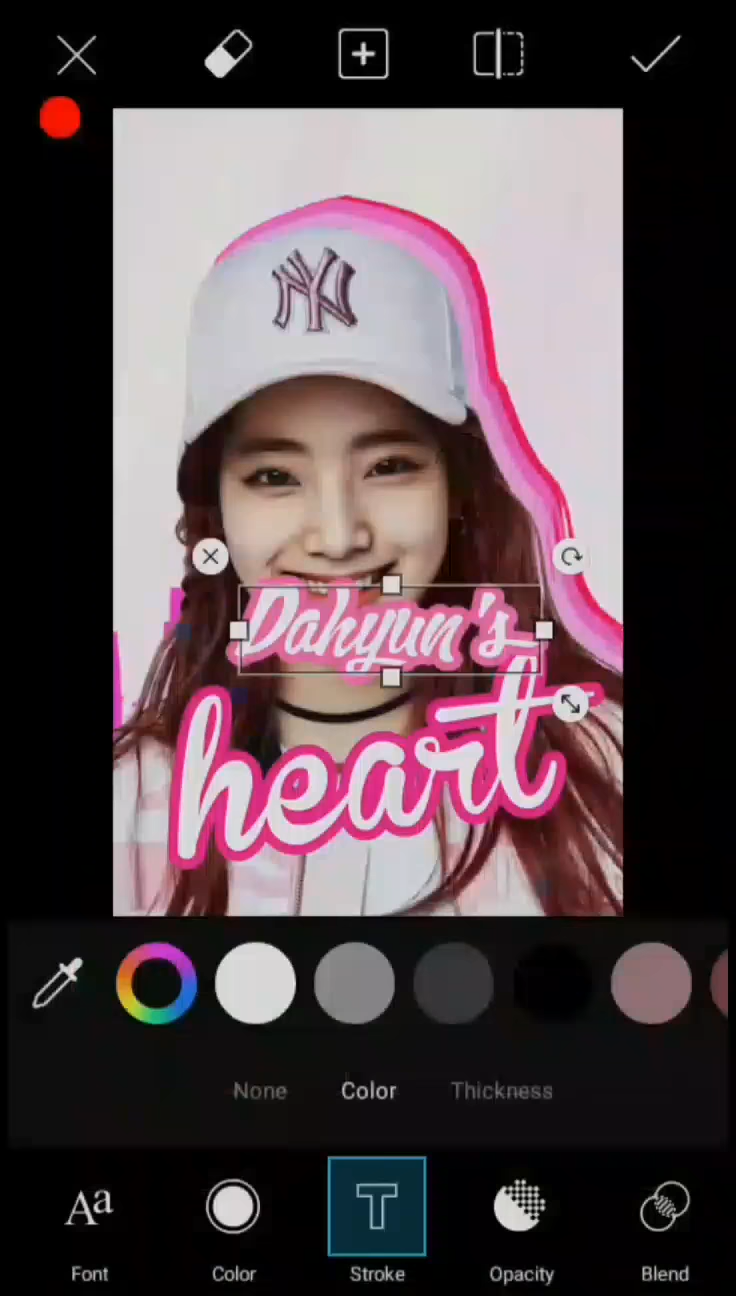 NY
Dahyun's
heart
None Color Thickness
Aa
T
Font Color Stroke Opacity Blend